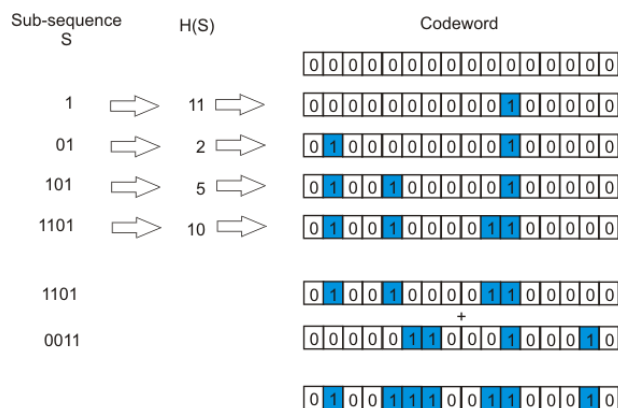 Sub-sequence
S
H(S)
Codeword
0 0 0 0 0 0 0 0 0 0 0 0 0 0 0 0
1 11 0 0 0 0 0 0 0 0 0 0 1 0 0 0 0 0
01 2 0 1 0 0 0 0 0 0 0 0 1 0 0 0 0 0
101 5 0 1 0 0 1 0 0 0 0 0 1 0 0 0 0 0
1101 10 0 1 0 0 1 0 0 0 0 1 1 0 0 0 0 0
1101 0 1 0 0 1 0 0 0 0 1 1 0 0 0 0 0
+
0011 0 0 0 0 0 1 1 0 0 0 1 0 0 0 1 0
0 1 0 0 1 1 1 0 0 1 1 0 0 0 1 0